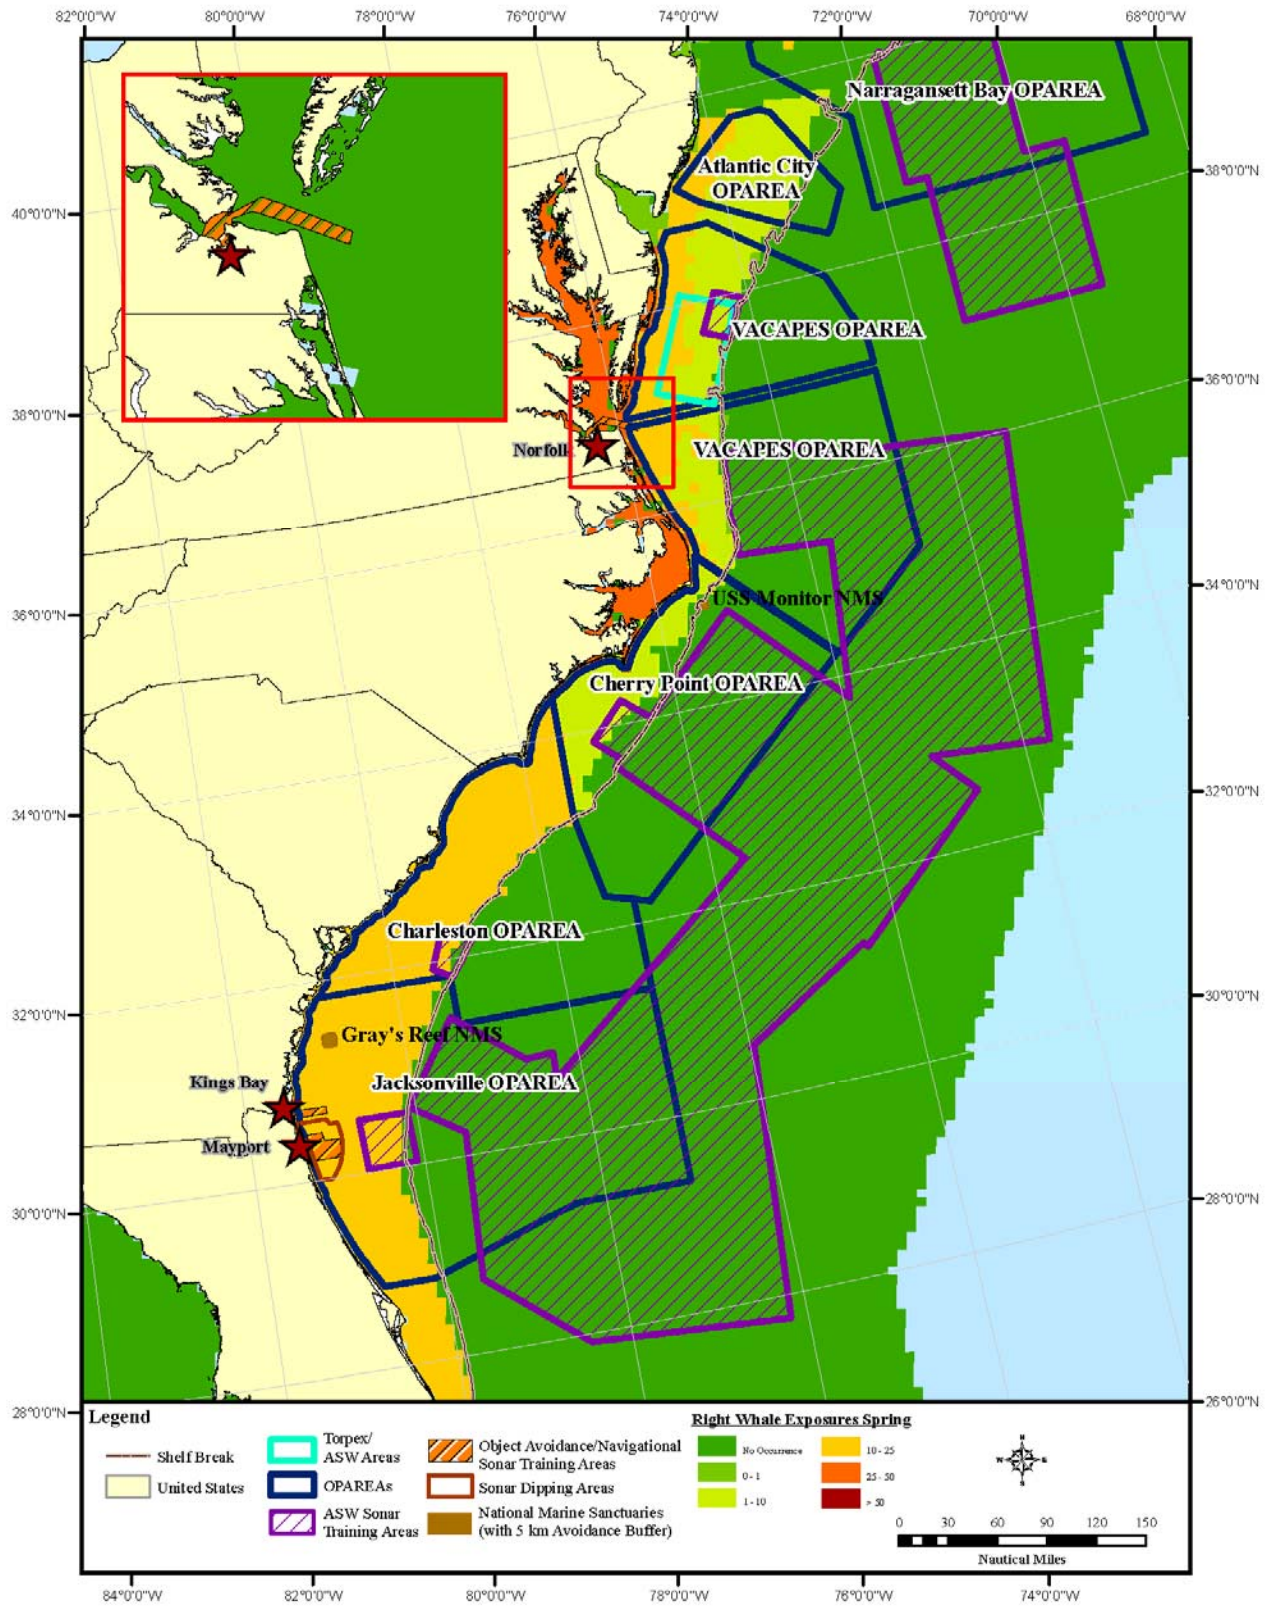 82°0'0"W 80°0'0"W 78°0'0"W 76°0'0"W 74°0'0"W 72°0'0"W 70°0'0"W 68°0'0"W
Narragansett Bay OPAREA
Atlantic City
OPAREA
38°0'0"N
40°0'0"N
VACAPES OPAREA
36°0'0"N
38°0'0"N
Norfolk
VACAPES OPAREA
34°0'0"N
USS Monitor NMS
36°0'0"N
Cherry Point OPAREA
32°0'0"N
34°0'0"N
Charleston OPAREA
30°0'0"N
32°0'0"N
Gray's Reef NMS
Kings Bay
Jacksonville OPAREA
Mayport
28°0'0"N
30°0'0"N
26°0'0"N
28°0'0"N
Legend
Shelf Break
United States
Torpex/
ASW Areas
OPAREAs
ASW Sonar
Training Areas
Object Avoidance/Navigational
Sonar Training Areas
Sonar Dipping Areas
National Marine Sanctuaries
(with 5 km Avoidance Buffer)
Right Whale Exposures Spring
No Occurrence
0 - 1
1 - 10
10 - 25
25 - 50
> 50
N
W E
S
0 30 60 90 120 150
Nautical Miles
84°0'0"W 82°0'0"W 80°0'0"W 78°0'0"W 76°0'0"W 74°0'0"W